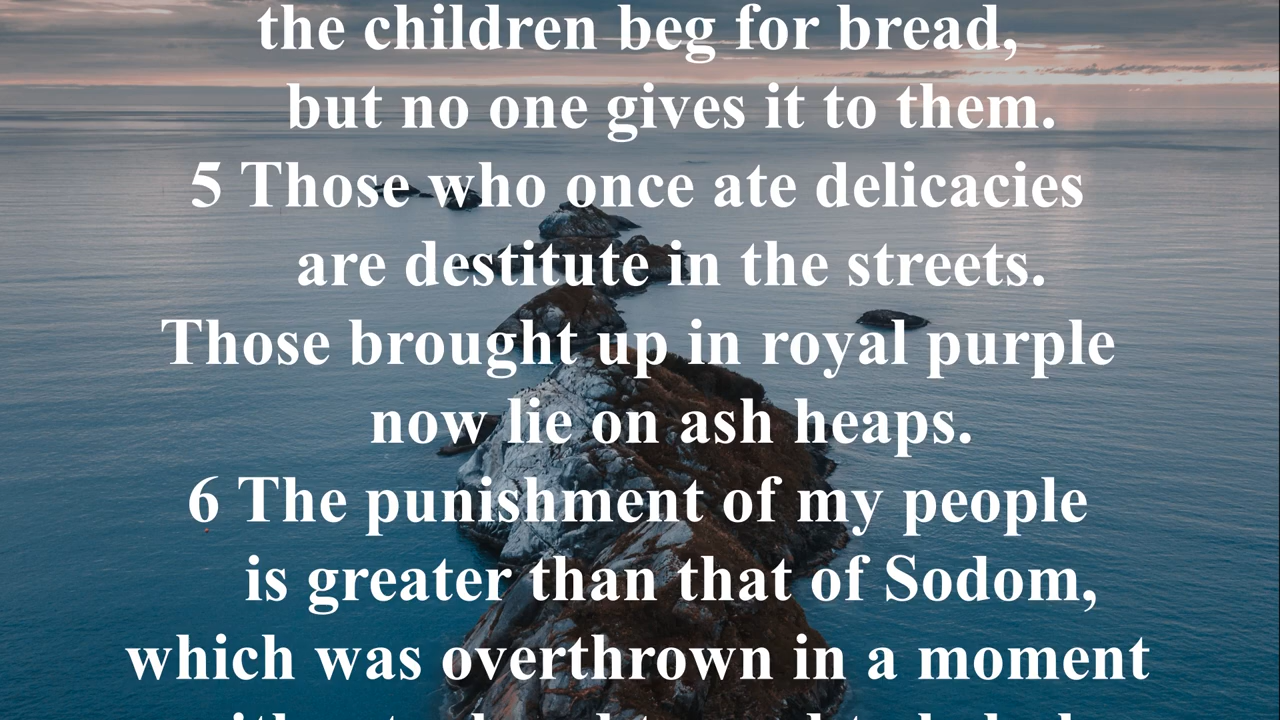 the children beg for bread,
but no one gives it to them.
5 Those who once ate delicacies
are destitute in the streets.
Those brought up in royal purple
now lie on ash heaps.
6 The punishment of my people
is greater than that of Sodom,
which was overthrown in a moment